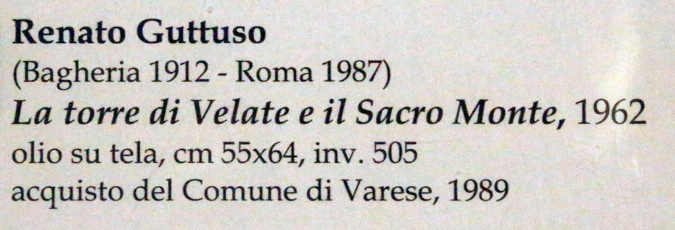 Renato Guttuso
(Bagheria 1912 - Roma 1987)
La torre di Velate e il Sacro Monte, 1962
olio su tela, cm 55x64, inv. 505
acquisto del Comune di Varese, 1989